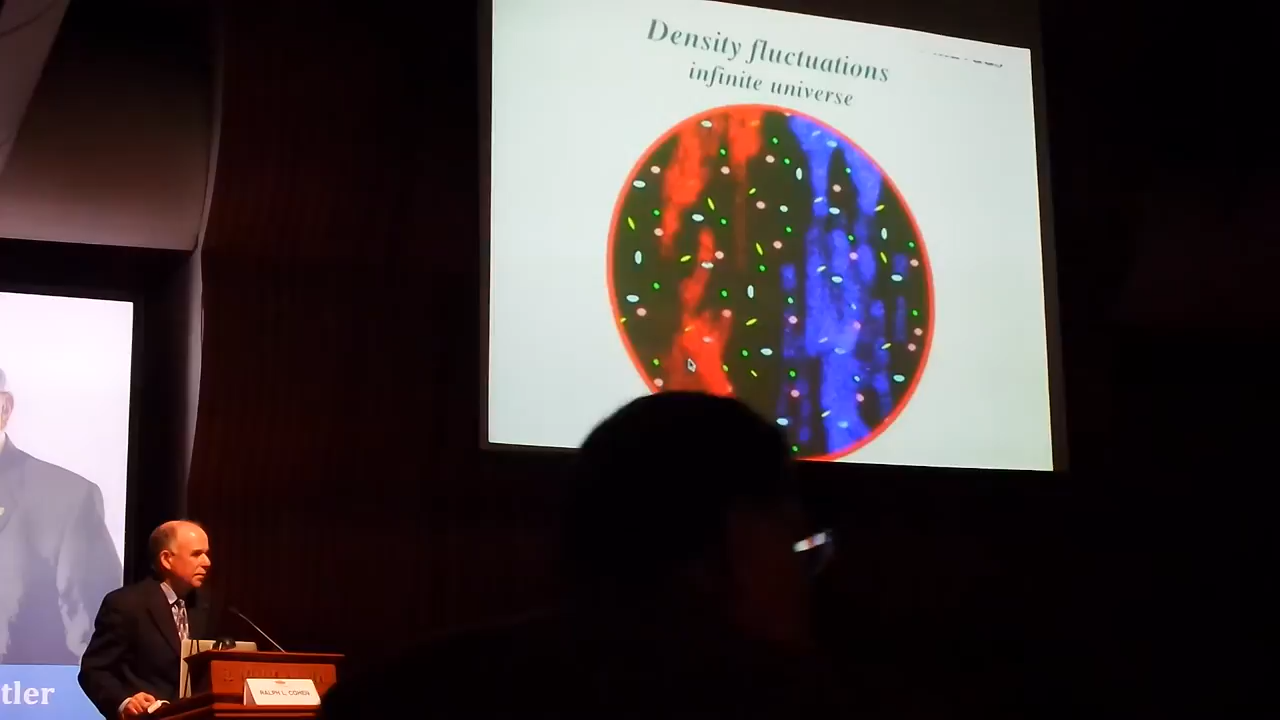 Density fluctuations
infinite universe
tler
RALPH L. COHEN